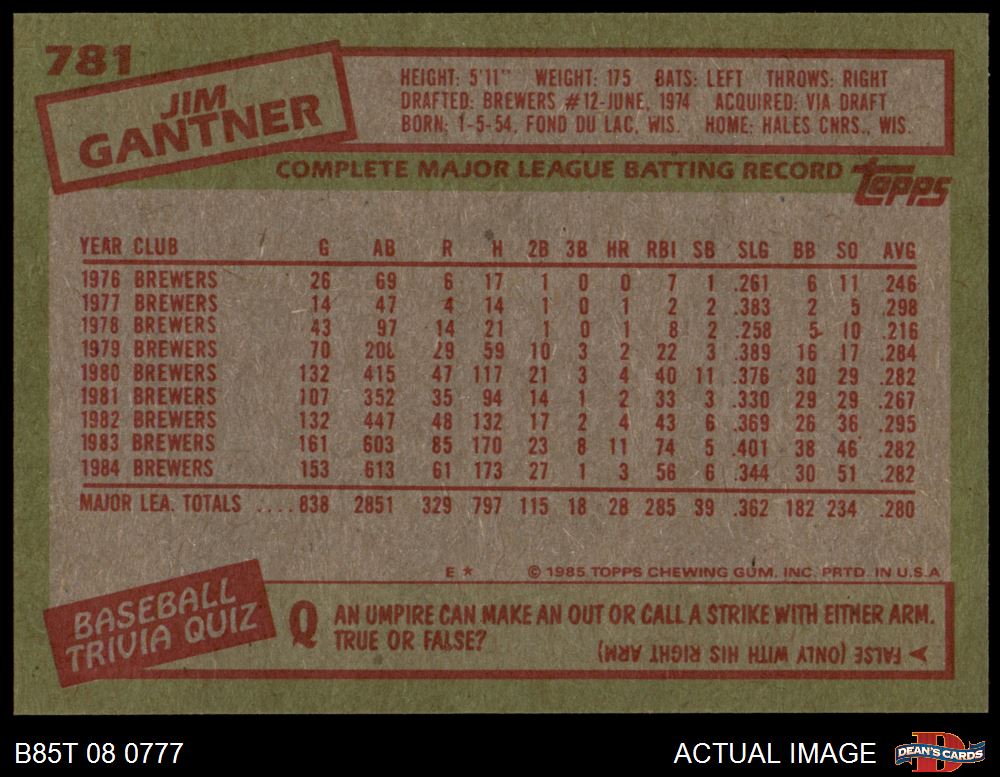 781
JIM
GANTNER
HEIGHT: 5'11" WEIGHT: 175 BATS: LEFT THROWS: RIGHT
DRAFTED: BREWERS #12-JUNE, 1974 ACQUIRED: VIA DRAFT
BORN: 1-5-54, FOND DU LAC, WIS. HOME: HALES CNRS., WIS.
COMPLETE MAJOR LEAGUE BATTING RECORD
topps
YEAR CLUB G AB R H 2B 3B HR RBI SB SLG BB SO AVG
1976 BREWERS 26 69 6 17 1 0 0 7 1 .261 6 11 .246
1977 BREWERS 14 47 4 14 1 0 1 2 2 .383 2 5 .298
1978 BREWERS 43 97 14 21 1 0 1 8 2 .258 5 10 .216
1979 BREWERS 70 29 59 10 3 2 22 3 .389 16 17 .284
1980 BREWERS 132 415 47 117 21 3 4 40 11 .376 30 29 .282
1981 BREWERS 107 352 35 94 14 1 2 33 3 .330 29 29 .267
1982 BREWERS 132 447 48 132 17 2 4 43 6 .369 26 36 .295
1983 BREWERS 161 603 85 170 23 8 11 74 5 .401 38 46 .282
1984 BREWERS 153 613 61 173 27 1 3 56 6 .344 30 51 .282
MAJOR LEA. TOTALS ....838 2851 329 797 115 18 28 285 39 .362 182 234 .280
E * © 1985 TOPPS CHEWING GUM, INC. PRTD. IN U.S.A.
BASEBALL
TRIVIA QUIZ
Q AN UMPIRE CAN MAKE AN OUT OR CALL A STRIKE WITH EITHER ARM.
TRUE OR FALSE?
FALSE (ONLY WITH HIS RIGHT ARM)
B85T 08 0777
ACTUAL IMAGE
D
DEAN'S CARDS